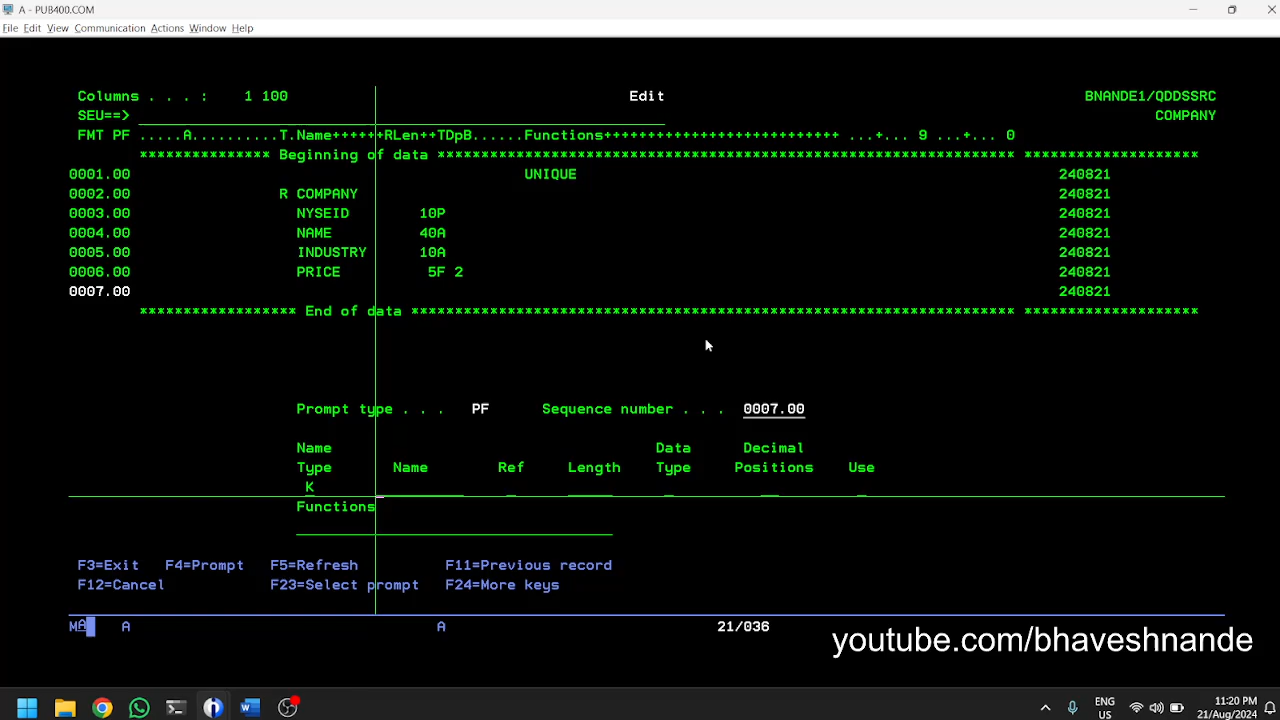 A - PUB400.COM
File Edit View Communication Actions Window Help
Columns . . . : 1 100 Edit BNANDE1/QDDSSRC
SEU==> COMPANY
FMT PF .....A..........T.Name++++++RLen++TDpB......Functions+++++++++++++++++++++++++++ ...+... 9 ...+... 0
*************** Beginning of data ****************************************************************** ********************
0001.00 UNIQUE 240821
0002.00 R COMPANY 240821
0003.00 NYSEID 10P 240821
0004.00 NAME 40A 240821
0005.00 INDUSTRY 10A 240821
0006.00 PRICE 5F 2 240821
0007.00 240821
****************** End of data ********************************************************************* ********************
Prompt type . . . PF Sequence number . . . 0007.00
Name Data Decimal
Type Name Ref Length Type Positions Use
K
Functions
F3=Exit F4=Prompt F5=Refresh F11=Previous record
F12=Cancel F23=Select prompt F24=More keys
MA A A 21/036
youtube.com/bhaveshnande
ENG 11:20 PM
US 21/Aug/2024